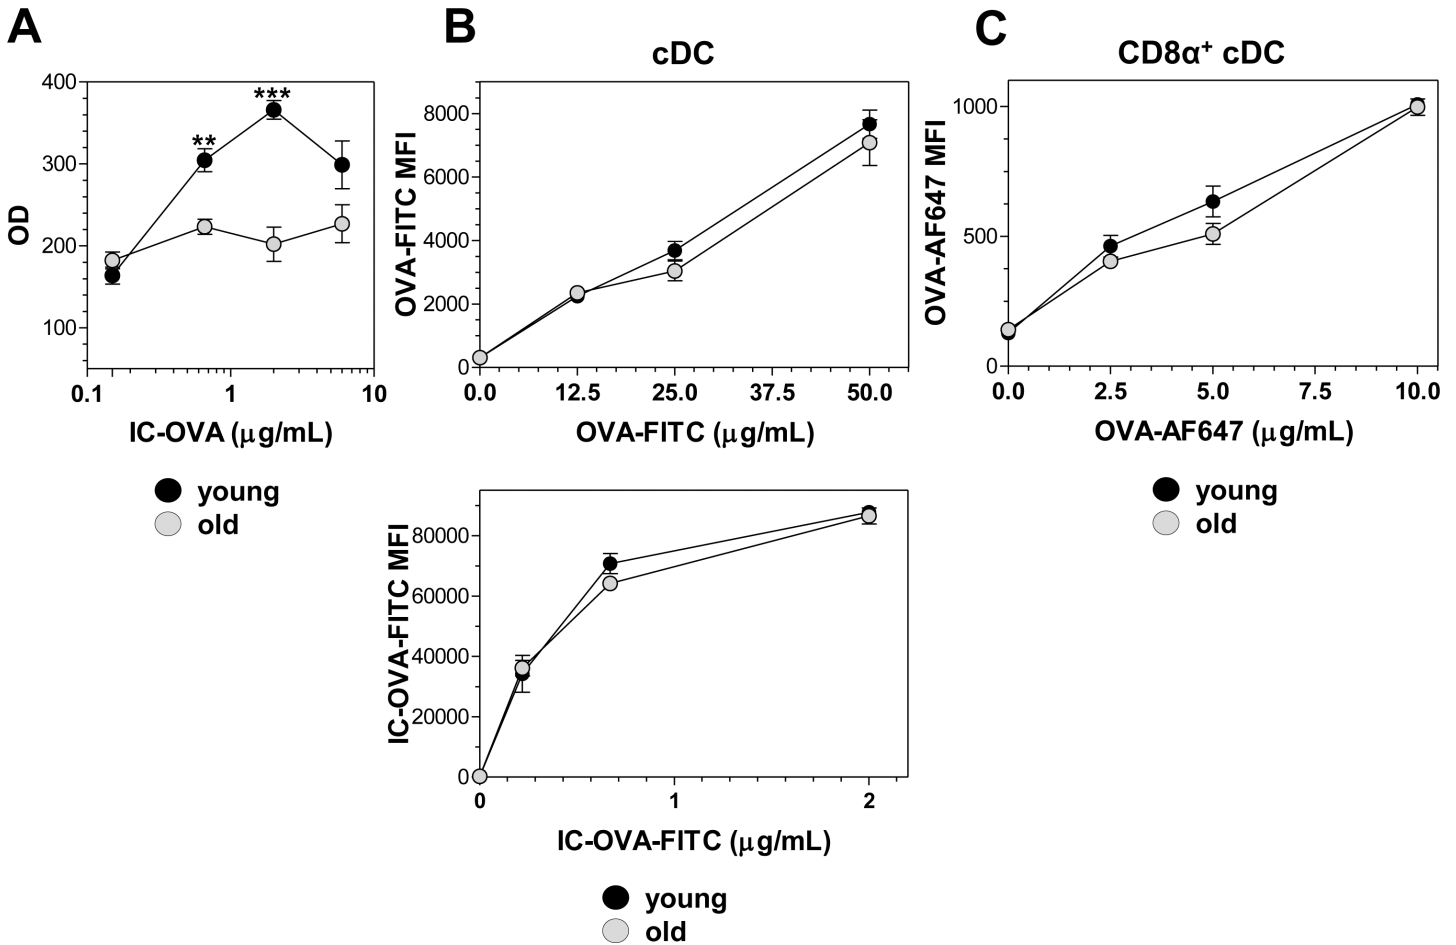 A
OD
400
300
200
100
**
***
0.1 1 10
IC-OVA (μg/mL)
young
old
B
cDC
OVA-FITC MFI
8000
6000
4000
2000
0
0.0 12.5 25.0 37.5 50.0
OVA-FITC (μg/mL)
IC-OVA-FITC MFI
80000
60000
40000
20000
0
0 1 2
IC-OVA-FITC (μg/mL)
young
old
C
CD8α⁺ cDC
OVA-AF647 MFI
1000
500
0
0.0 2.5 5.0 7.5 10.0
OVA-AF647 (μg/mL)
young
old